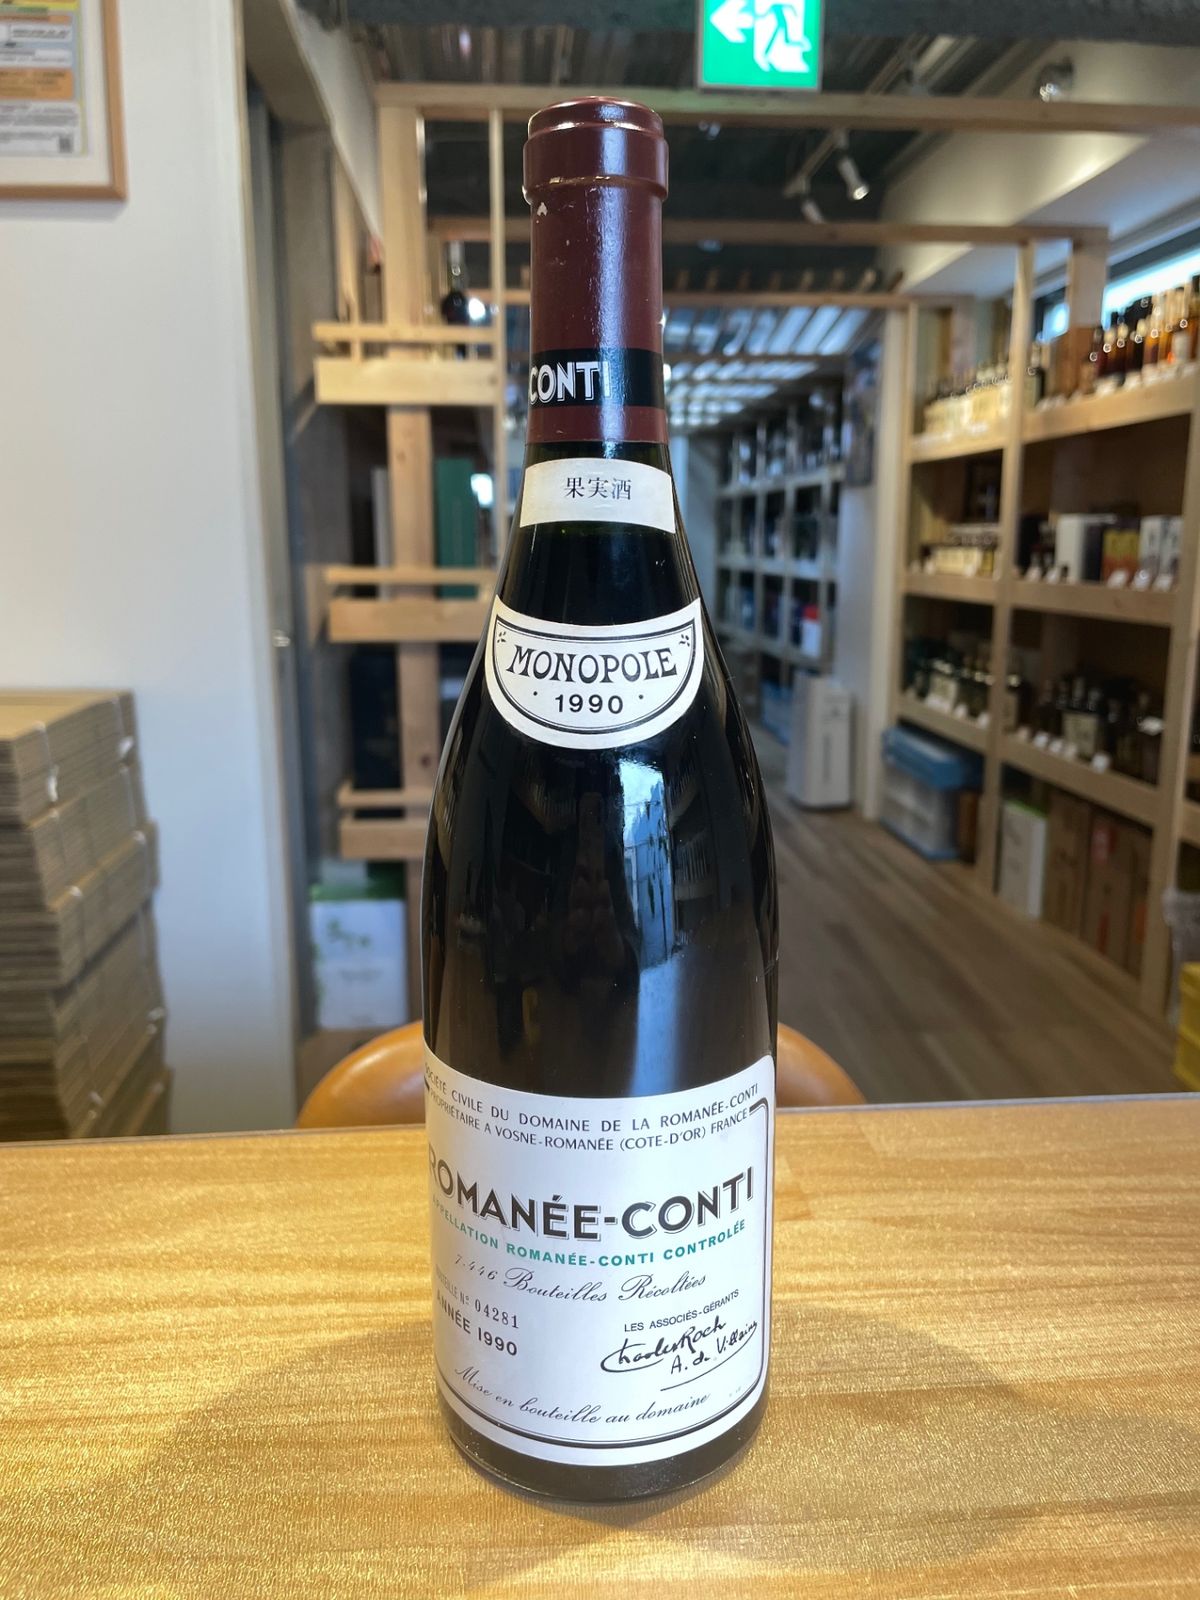 CONTI
果実酒
MONOPOLE
· 1990 ·
SOCIÉTÉ CIVILE DU DOMAINE DE LA ROMANÉE-CONTI
PROPRIÉTAIRE A VOSNE-ROMANÉE (COTE-D'OR) FRANCE
ROMANÉE-CONTI
APPELLATION ROMANÉE-CONTI CONTROLÉE
7.446 Bouteilles Récoltées
BOUTEILLE Nº 04281
LES ASSOCIÉS-GÉRANTS
ANNÉE 1990
Charles Roch
A. de Villaine
Mise en bouteille au domaine